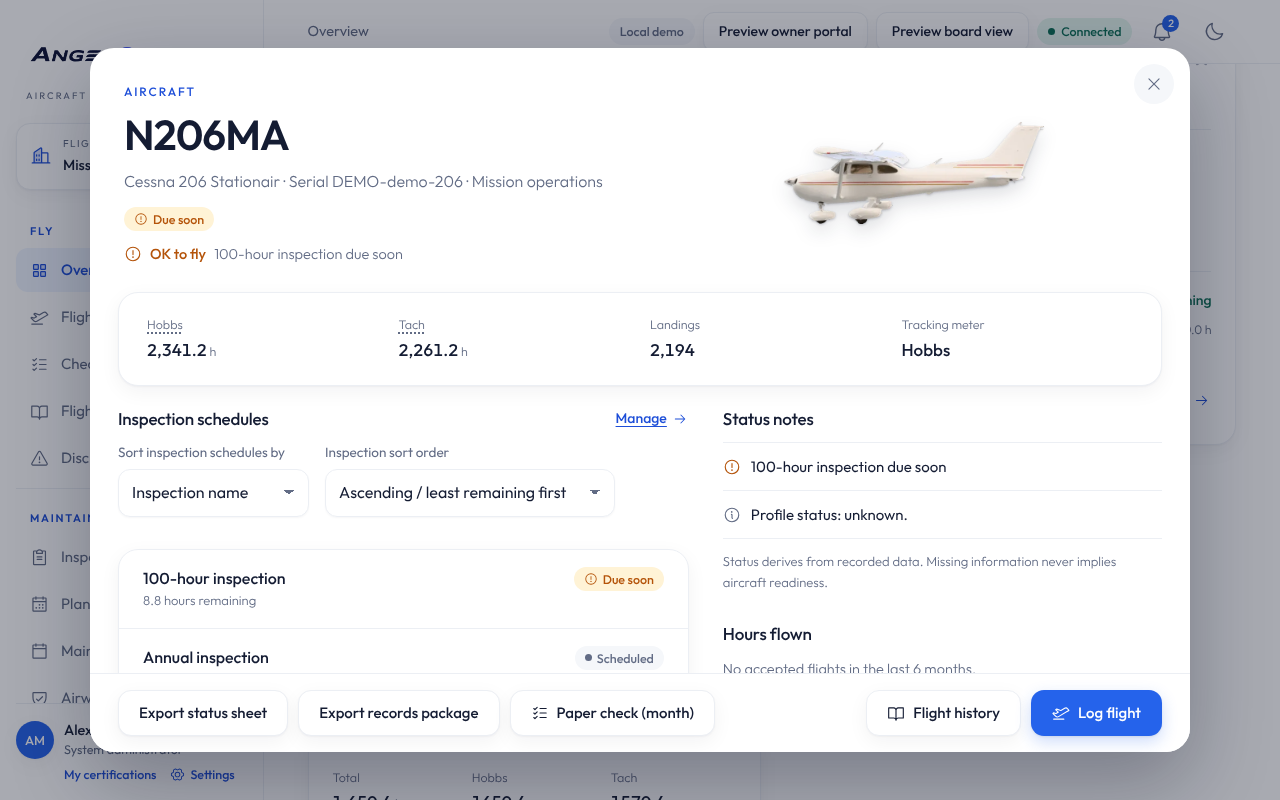 Overview
Local demo
Preview owner portal
Preview board view
Connected
2
AIRCRAFT
FLY
MAINTAIN
AM
System administrator
My certifications
Settings
AIRCRAFT
N206MA
Cessna 206 Stationair · Serial DEMO-demo-206 · Mission operations
Due soon
OK to fly 100-hour inspection due soon
Hobbs
2,341.2 h
Tach
2,261.2 h
Landings
2,194
Tracking meter
Hobbs
Inspection schedules
Manage →
Sort inspection schedules by
Inspection name
Inspection sort order
Ascending / least remaining first
100-hour inspection
8.8 hours remaining
Due soon
Annual inspection
Scheduled
Status notes
100-hour inspection due soon
Profile status: unknown.
Status derives from recorded data. Missing information never implies
aircraft readiness.
Hours flown
No accepted flights in the last 6 months.
Export status sheet
Export records package
Paper check (month)
Flight history
Log flight
Total
Hobbs
Tach